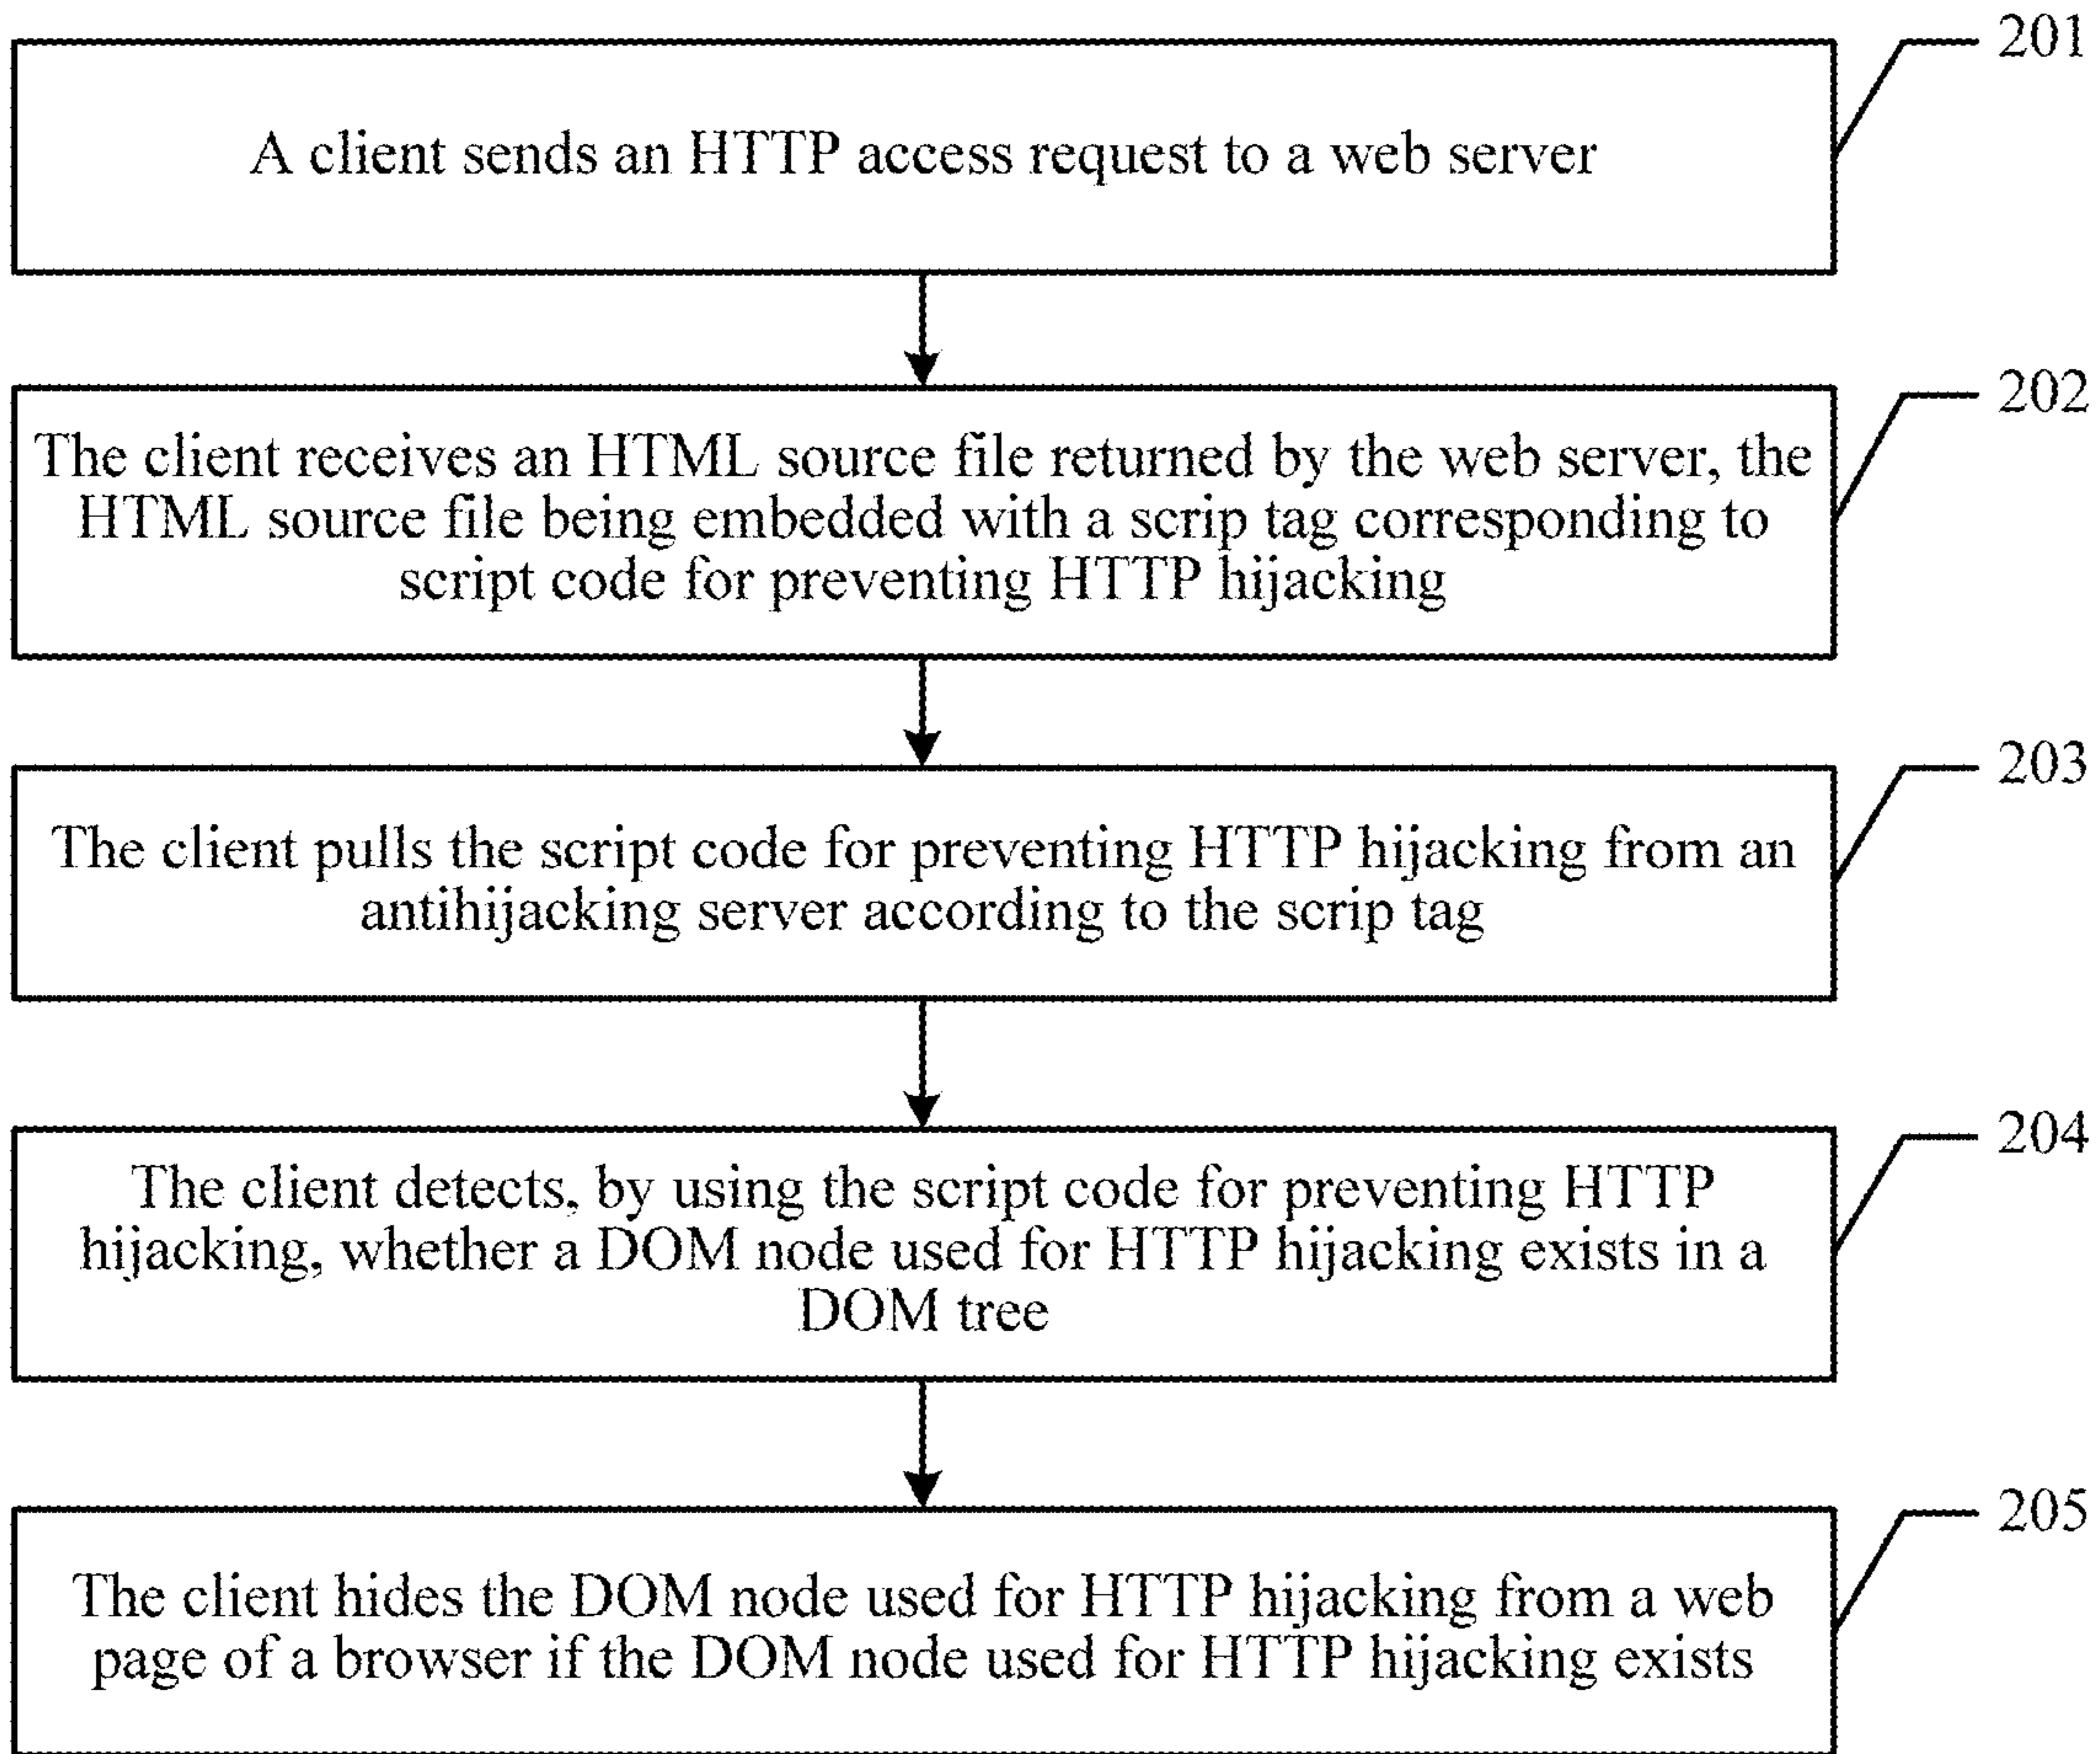 201
A client sends an HTTP access request to a web server
202
The client receives an HTML source file returned by the web server, the
HTML source file being embedded with a scrip tag corresponding to
script code for preventing HTTP hijacking
203
The client pulls the script code for preventing HTTP hijacking from an
antihijacking server according to the scrip tag
204
The client detects, by using the script code for preventing HTTP
hijacking, whether a DOM node used for HTTP hijacking exists in a
DOM tree
205
The client hides the DOM node used for HTTP hijacking from a web
page of a browser if the DOM node used for HTTP hijacking exists